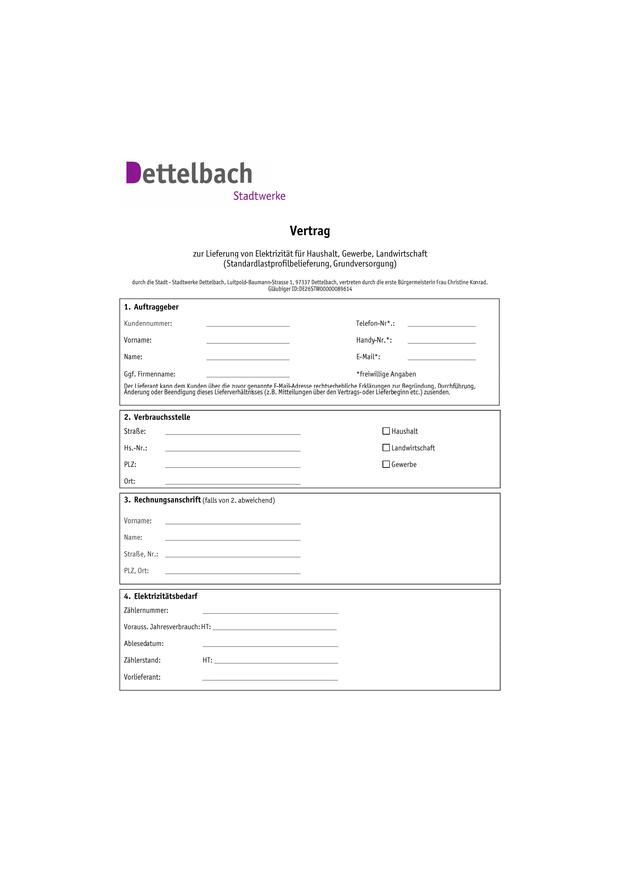 Dettelbach
Stadtwerke
Vertrag
zur Lieferung von Elektrizität für Haushalt, Gewerbe, Landwirtschaft
(Standardlastprofilbelieferung, Grundversorgung)
durch die Stadt - Stadtwerke Dettelbach, Luitpold-Baumann-Strasse 1, 97337 Dettelbach, vertreten durch die erste Bürgermeisterin Frau Christine Konrad.
Gläubiger ID: DE26STW00000089614
1. Auftraggeber
Kundennummer: Telefon-Nr*.:
Vorname: Handy-Nr.*:
Name: E-Mail*:
Ggf. Firmenname: *freiwillige Angaben
Der Lieferant kann dem Kunden über die zuvor genannte E-Mail-Adresse rechtserhebliche Erklärungen zur Begründung, Durchführung,
Änderung oder Beendigung dieses Lieferverhältnisses (z.B. Mitteilungen über den Vertrags- oder Lieferbeginn etc.) zusenden.
2. Verbrauchsstelle
Straße: Haushalt
Hs.-Nr.: Landwirtschaft
PLZ: Gewerbe
Ort:
3. Rechnungsanschrift (falls von 2. abweichend)
Vorname:
Name:
Straße, Nr.:
PLZ, Ort:
4. Elektrizitätsbedarf
Zählernummer:
Vorauss. Jahresverbrauch: HT:
Ablesedatum:
Zählerstand: HT:
Vorlieferant: